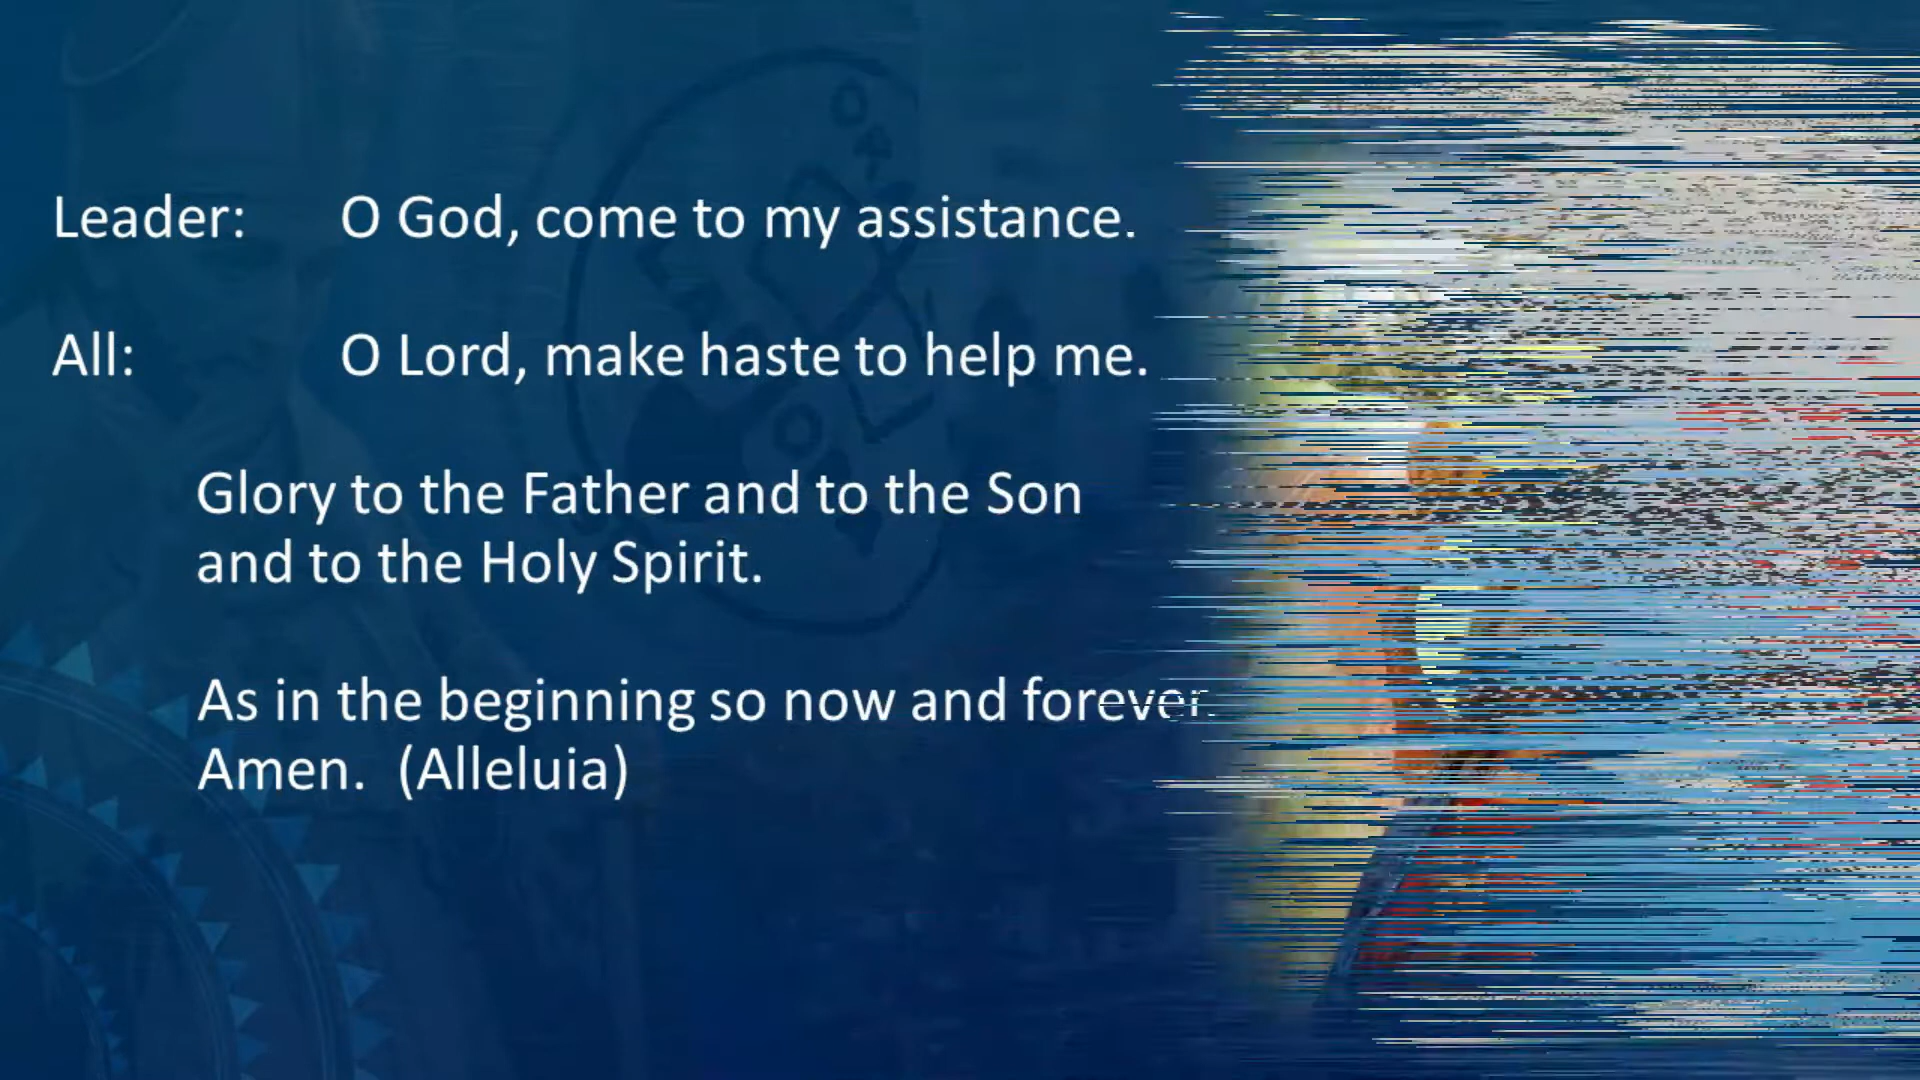 Leader: O God, come to my assistance.
All: O Lord, make haste to help me.
Glory to the Father and to the Son
and to the Holy Spirit.
As in the beginning so now and forever.
Amen. (Alleluia)